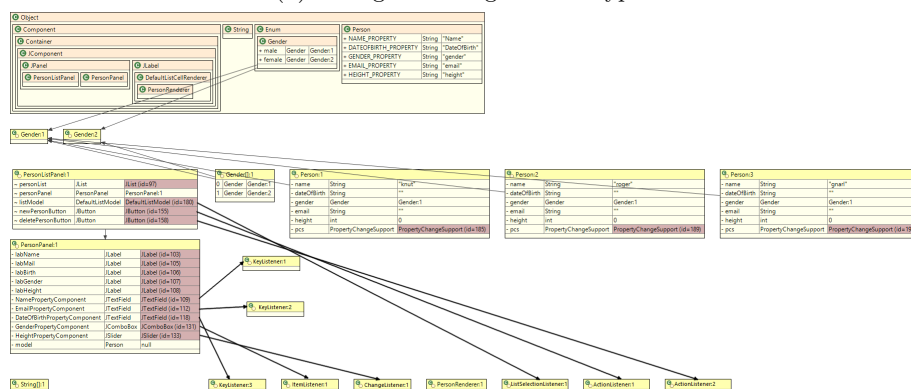 Object
Component
Container
JComponent
JPanel
PersonListPanel
PersonPanel
JLabel
DefaultListCellRenderer
PersonRenderer
String
Enum
Gender
+ male Gender Gender:1
+ female Gender Gender:2
Person
+ NAME_PROPERTY String "Name"
+ DATEOFBIRTH_PROPERTY String "DateOfBirth"
+ GENDER_PROPERTY String "gender"
+ EMAIL_PROPERTY String "email"
+ HEIGHT_PROPERTY String "height"
Gender:1
Gender:2
PersonListPanel:1
~ personList JList JList (id=97)
~ personPanel PersonPanel PersonPanel:1
~ listModel DefaultListModel DefaultListModel (id=100)
~ newPersonButton JButton JButton (id=155)
~ deletePersonButton JButton JButton (id=158)
Gender[]:1
0 Gender Gender:1
1 Gender Gender:2
Person:1
- name String "knut"
- dateOfBirth String ""
- gender Gender Gender:1
- email String ""
- height int 0
- pcs PropertyChangeSupport PropertyChangeSupport (id=185)
Person:2
- name String "roger"
- dateOfBirth String ""
- gender Gender Gender:1
- email String ""
- height int 0
- pcs PropertyChangeSupport PropertyChangeSupport (id=189)
Person:3
- name String "gnarl"
- dateOfBirth String ""
- gender Gender Gender:1
- email String ""
- height int 0
- pcs PropertyChangeSupport PropertyChangeSupport (id=19
PersonPanel:1
- labName JLabel JLabel (id=103)
- labMail JLabel JLabel (id=105)
- labBirth JLabel JLabel (id=106)
- labGender JLabel JLabel (id=107)
- labHeight JLabel JLabel (id=108)
- NamePropertyComponent JTextField JTextField (id=109)
- EmailPropertyComponent JTextField JTextField (id=112)
- DateOfBirthPropertyComponent JTextField JTextField (id=118)
- GenderPropertyComponent JComboBox JComboBox (id=131)
- HeightPropertyComponent JSlider JSlider (id=133)
- model Person null
KeyListener:1
KeyListener:2
String[]:1
KeyListener:3
ItemListener:1
ChangeListener:1
PersonRenderer:1
ListSelectionListener:1
ActionListener:1
ActionListener:2